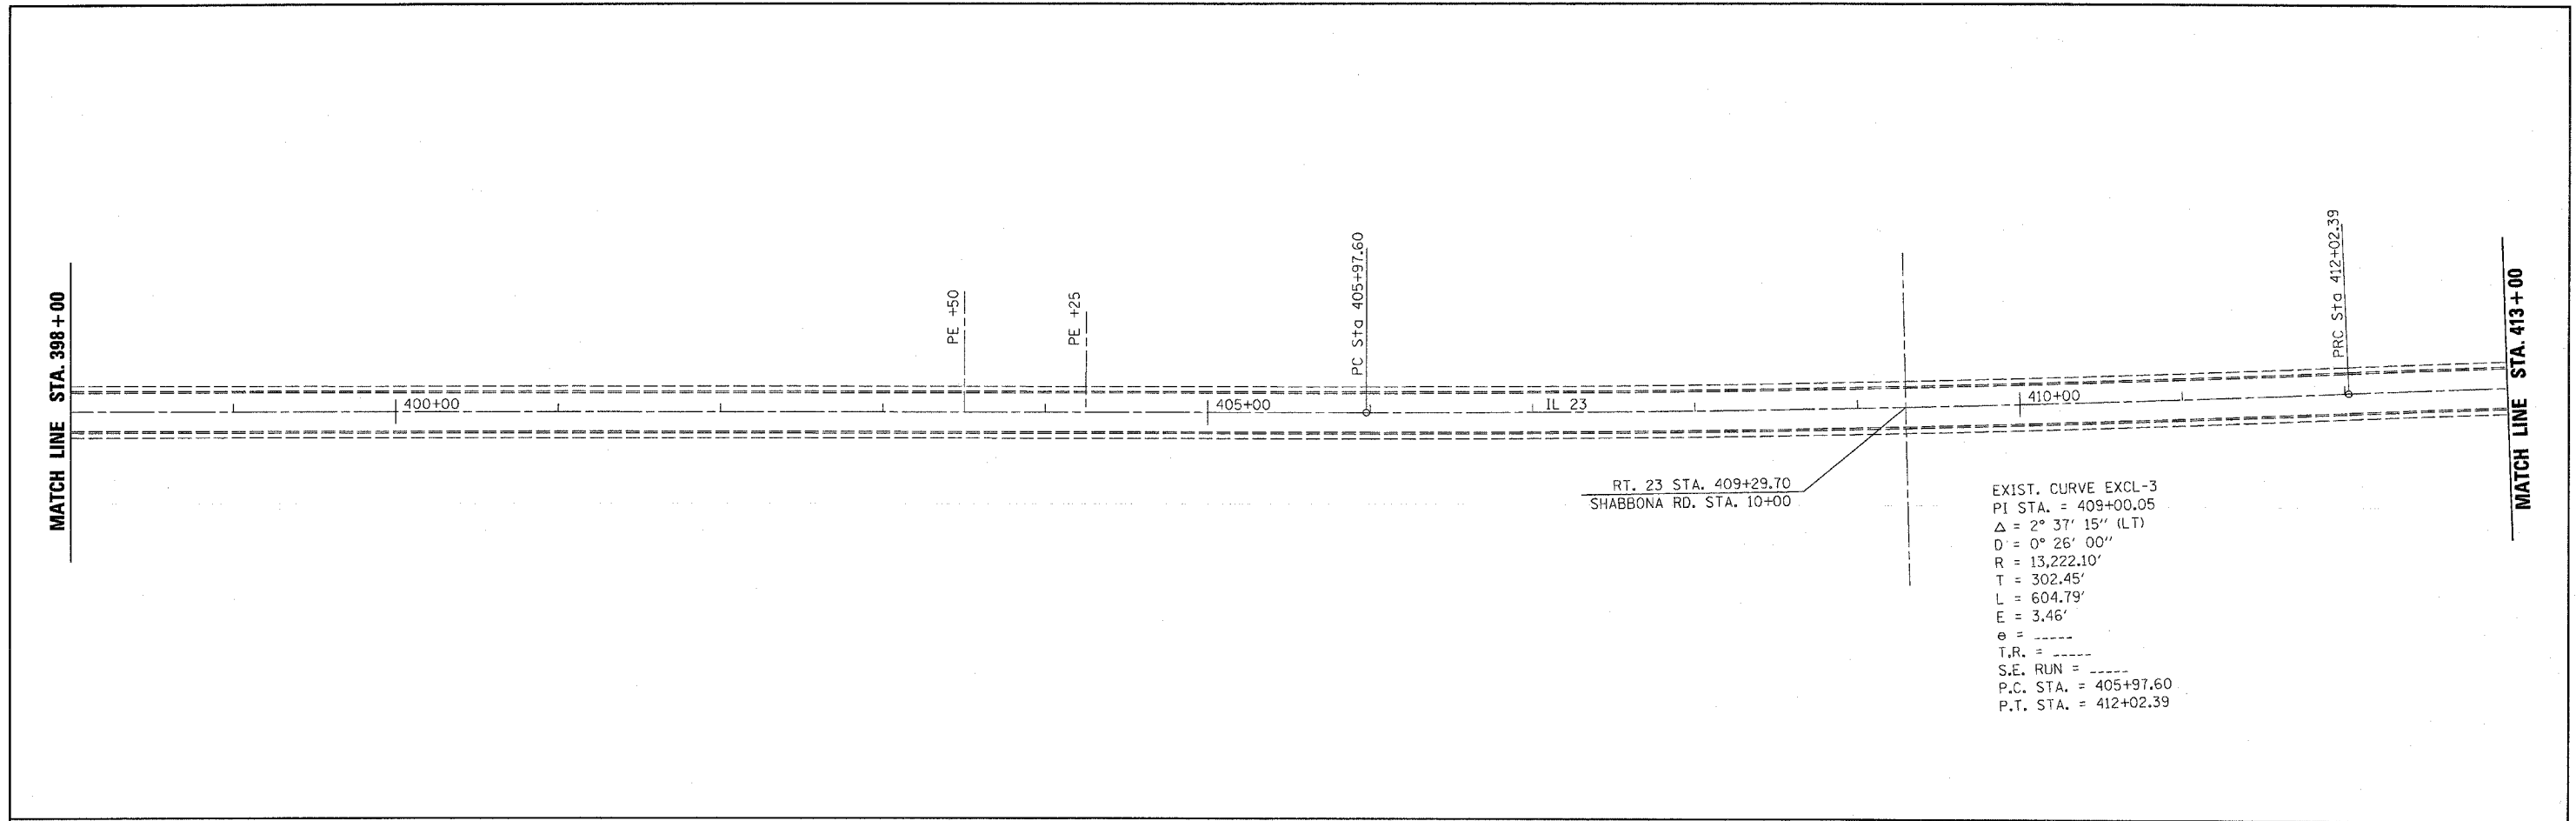 MATCH LINE STA. 398+00
400+00
PE +50
PE +25
405+00
PC Sta 405+97.60
IL 23
410+00
PRC Sta 412+02.39
MATCH LINE STA. 413+00
RT. 23 STA. 409+29.70
SHABBONA RD. STA. 10+00
EXIST. CURVE EXCL-3
PI STA. = 409+00.05
Δ = 2° 37' 15" (LT)
D = 0° 26' 00"
R = 13,222.10'
T = 302.45'
L = 604.79'
E = 3.46'
e = -----
T.R. = -----
S.E. RUN = -----
P.C. STA. = 405+97.60
P.T. STA. = 412+02.39